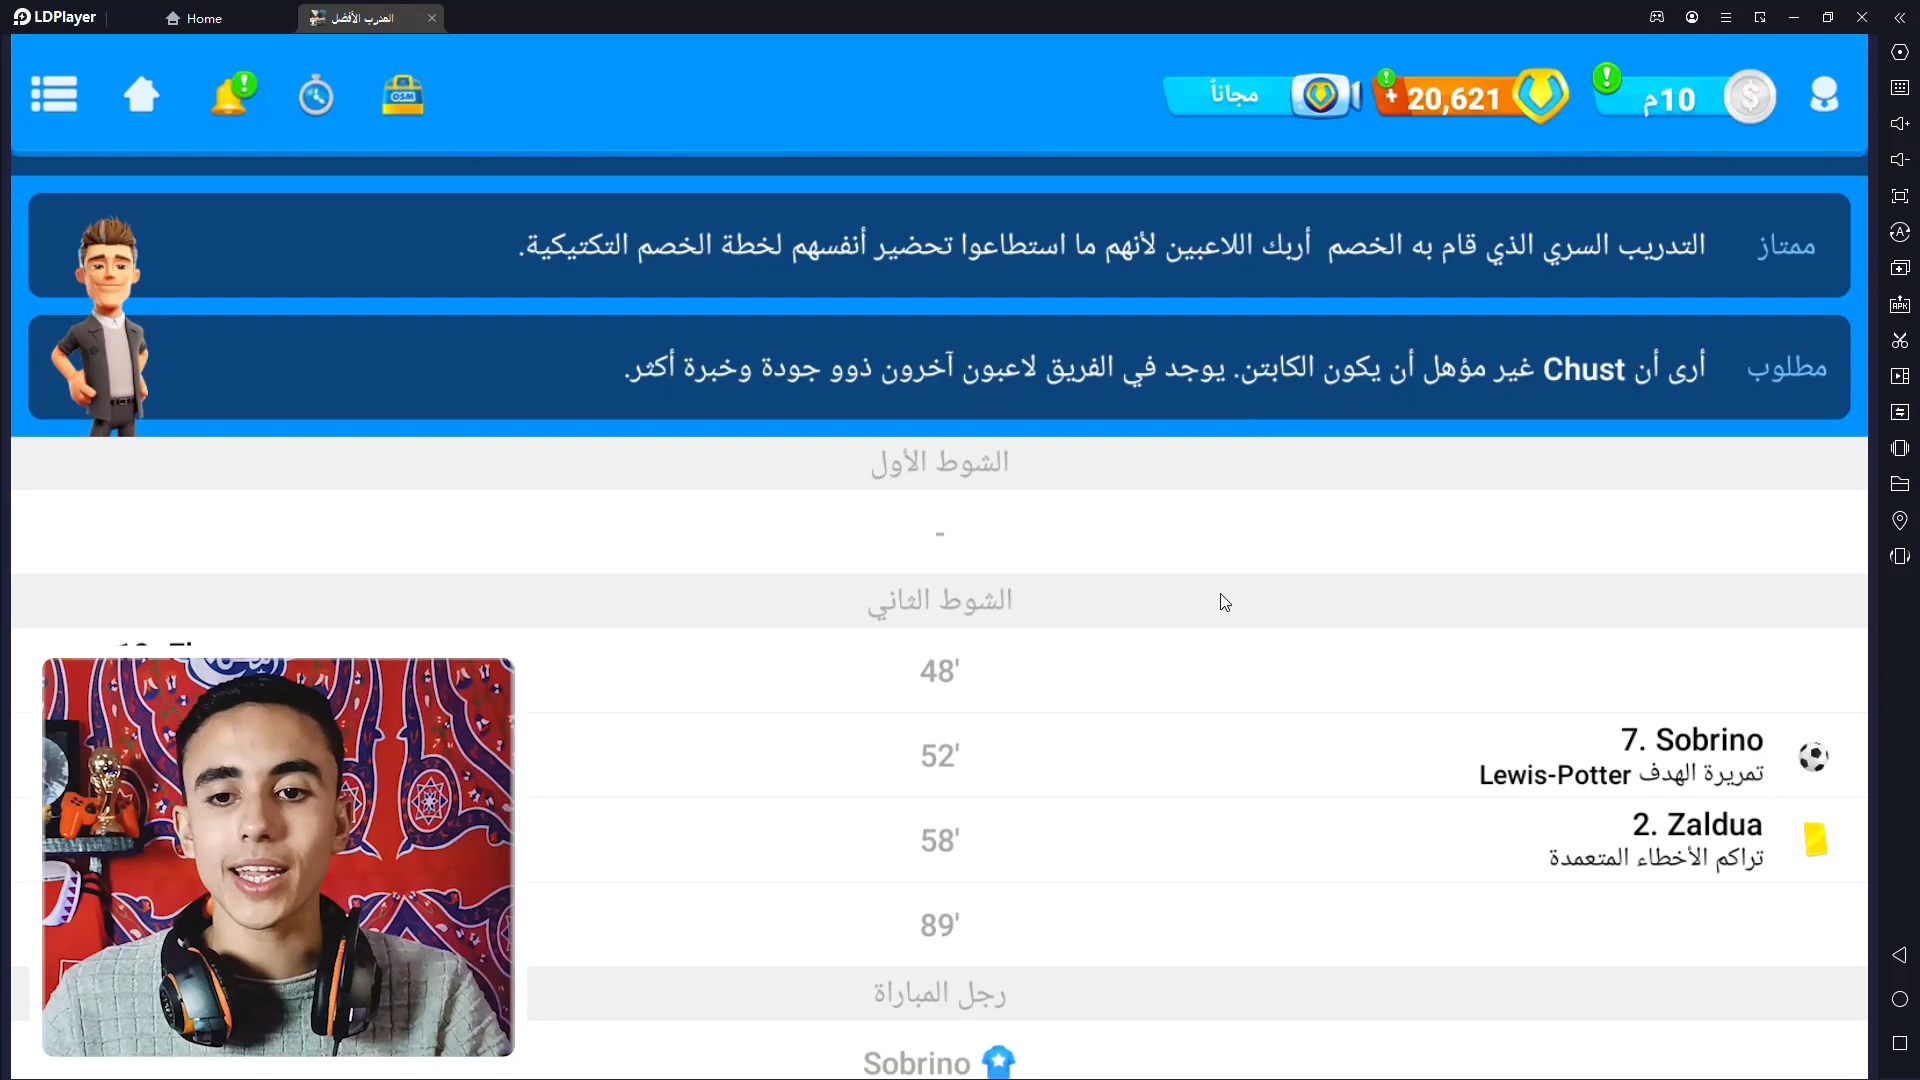 LDPlayer
Home
المدرب الأفضل
OSM
مجاناً
20,621
10م
ممتاز
التدريب السري الذي قام به الخصم أربك اللاعبين لأنهم ما استطاعوا تحضير أنفسهم لخطة الخصم التكتيكية.
مطلوب
أرى أن Chust غير مؤهل أن يكون الكابتن. يوجد في الفريق لاعبون آخرون ذوو جودة وخبرة أكثر.
الشوط الأول
-
الشوط الثاني
48'
7. Sobrino
تمريرة الهدف Lewis-Potter
52'
2. Zaldua
تراكم الأخطاء المتعمدة
58'
89'
رجل المباراة
Sobrino